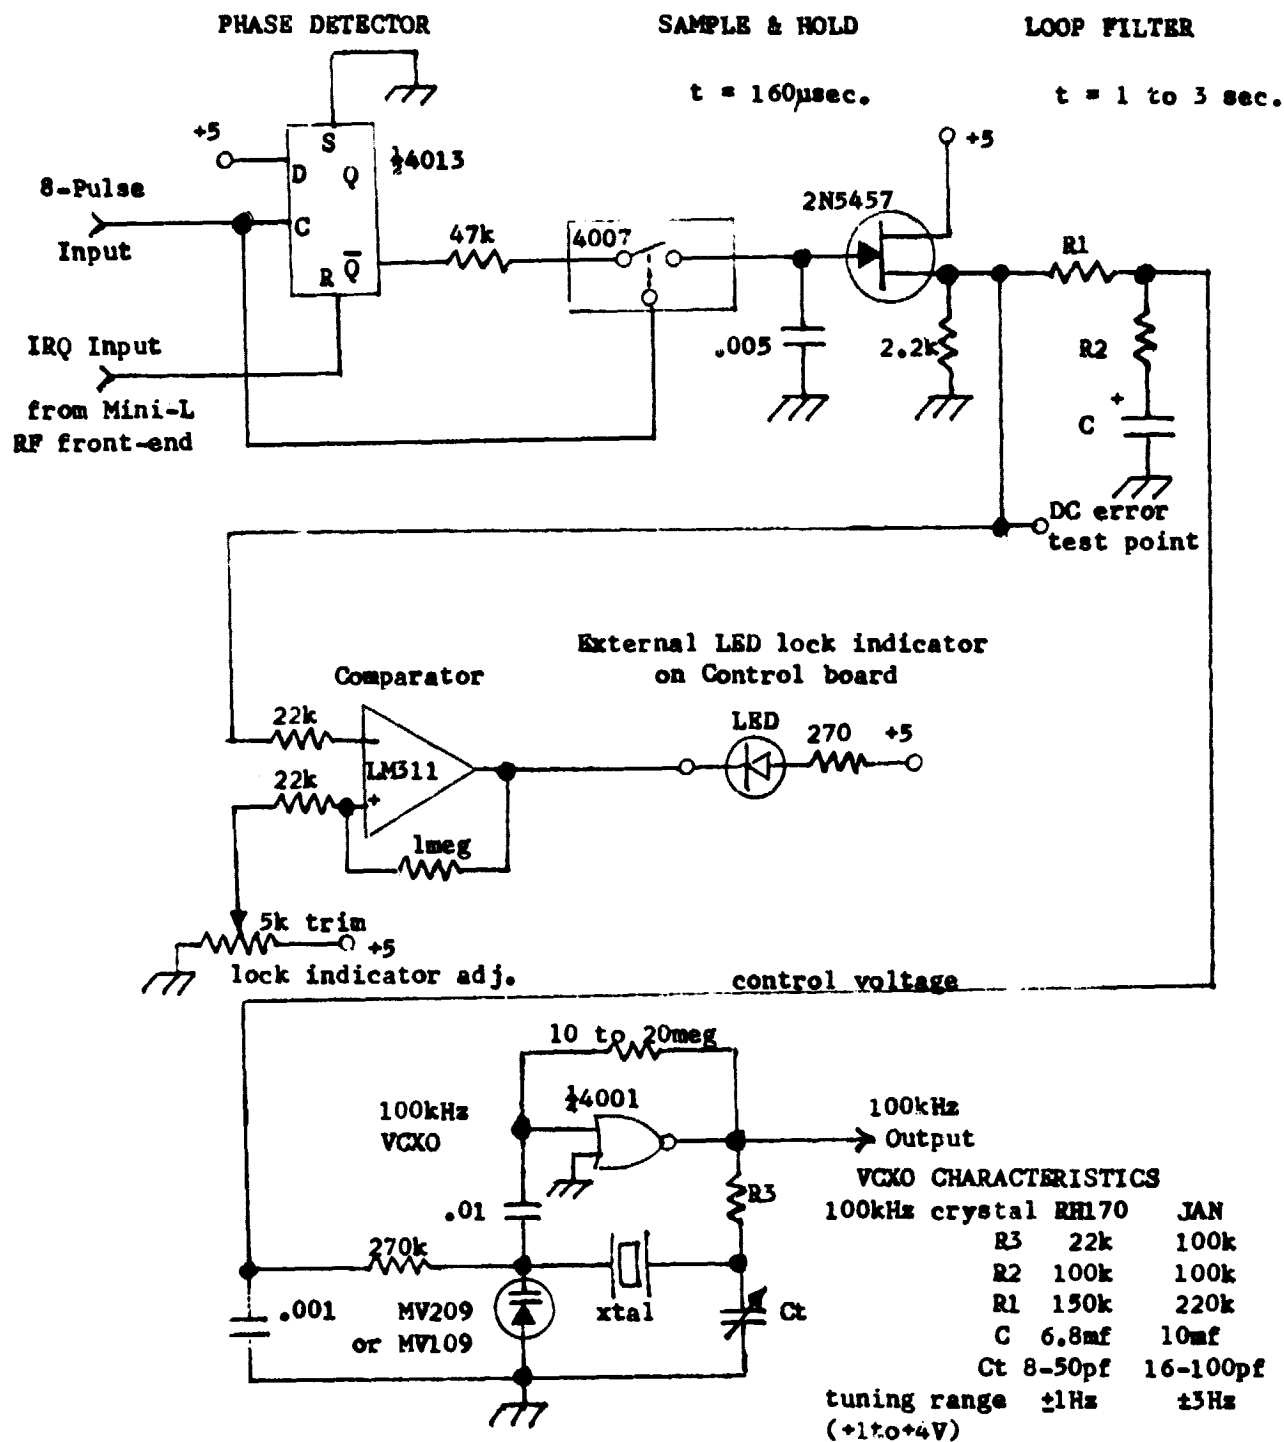 PHASE DETECTOR
SAMPLE & HOLD
LOOP FILTER
t = 160µsec.
t = 1 to 3 sec.
+5
S
D
Q
½4013
8-Pulse
Input
C
R
Q̅
47k
4007
2N5457
+5
R1
IRQ Input
from Mini-L
RF front-end
.005
2.2k
R2
+
C
DC error
test point
External LED lock indicator
on Control board
Comparator
LED
270
+5
22k
-
LM311
22k
+
1meg
5k trim
+5
lock indicator adj.
control voltage
10 to 20meg
½4001
100kHz
VCXO
100kHz
Output
.01
R3
270k
.001
MV209
or MV109
xtal
Ct
VCXO CHARACTERISTICS
100kHz crystal RH170 JAN
R3 22k 100k
R2 100k 100k
R1 150k 220k
C 6.8mf 10mf
Ct 8-50pf 16-100pf
tuning range ±1Hz ±3Hz
(+1to+4V)